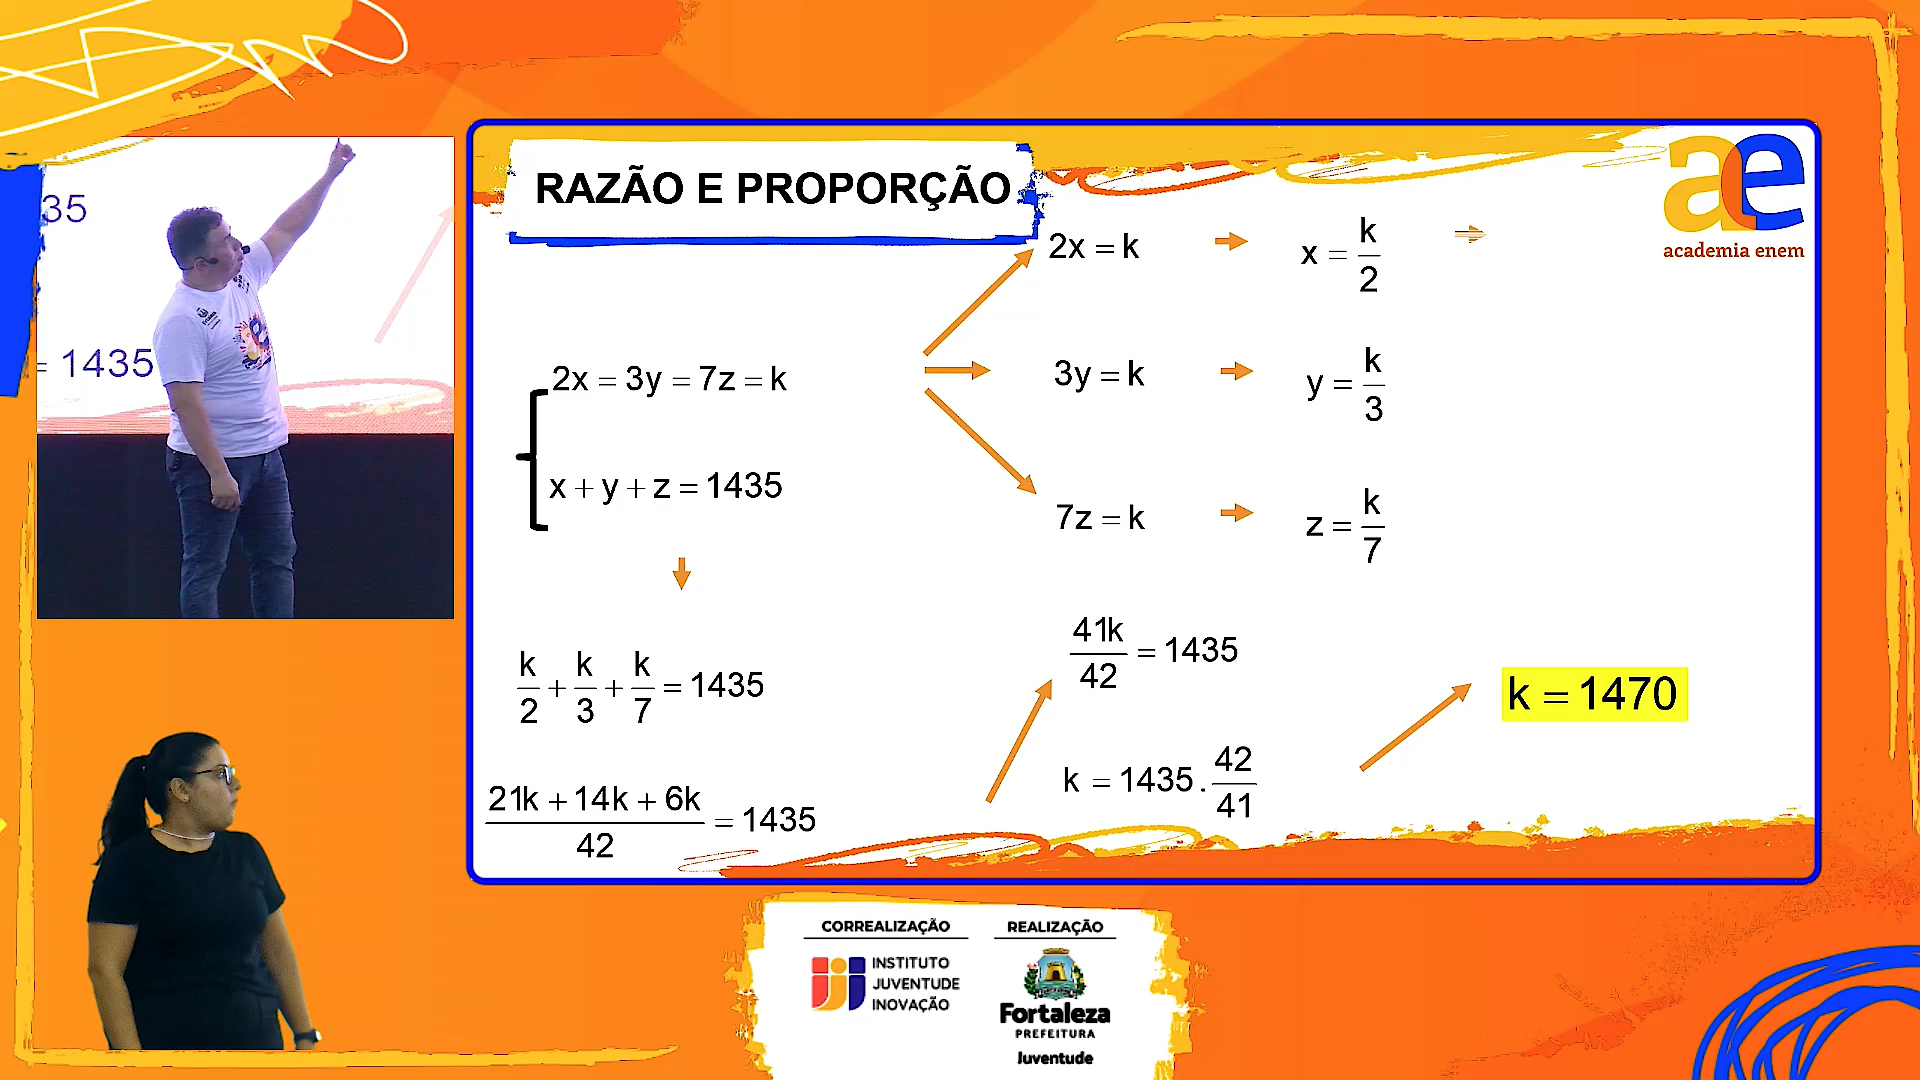 RAZÃO E PROPORÇÃO
ae
academia enem
35
= 1435
2x = 3y = 7z = k
x + y + z = 1435
2x = k
x = k/2
3y = k
y = k/3
7z = k
z = k/7
k/2 + k/3 + k/7 = 1435
(21k + 14k + 6k)/42 = 1435
41k/42 = 1435
k = 1435 . 42/41
k = 1470
CORREALIZAÇÃO
INSTITUTO
JUVENTUDE
INOVAÇÃO
REALIZAÇÃO
Fortaleza
PREFEITURA
Juventude